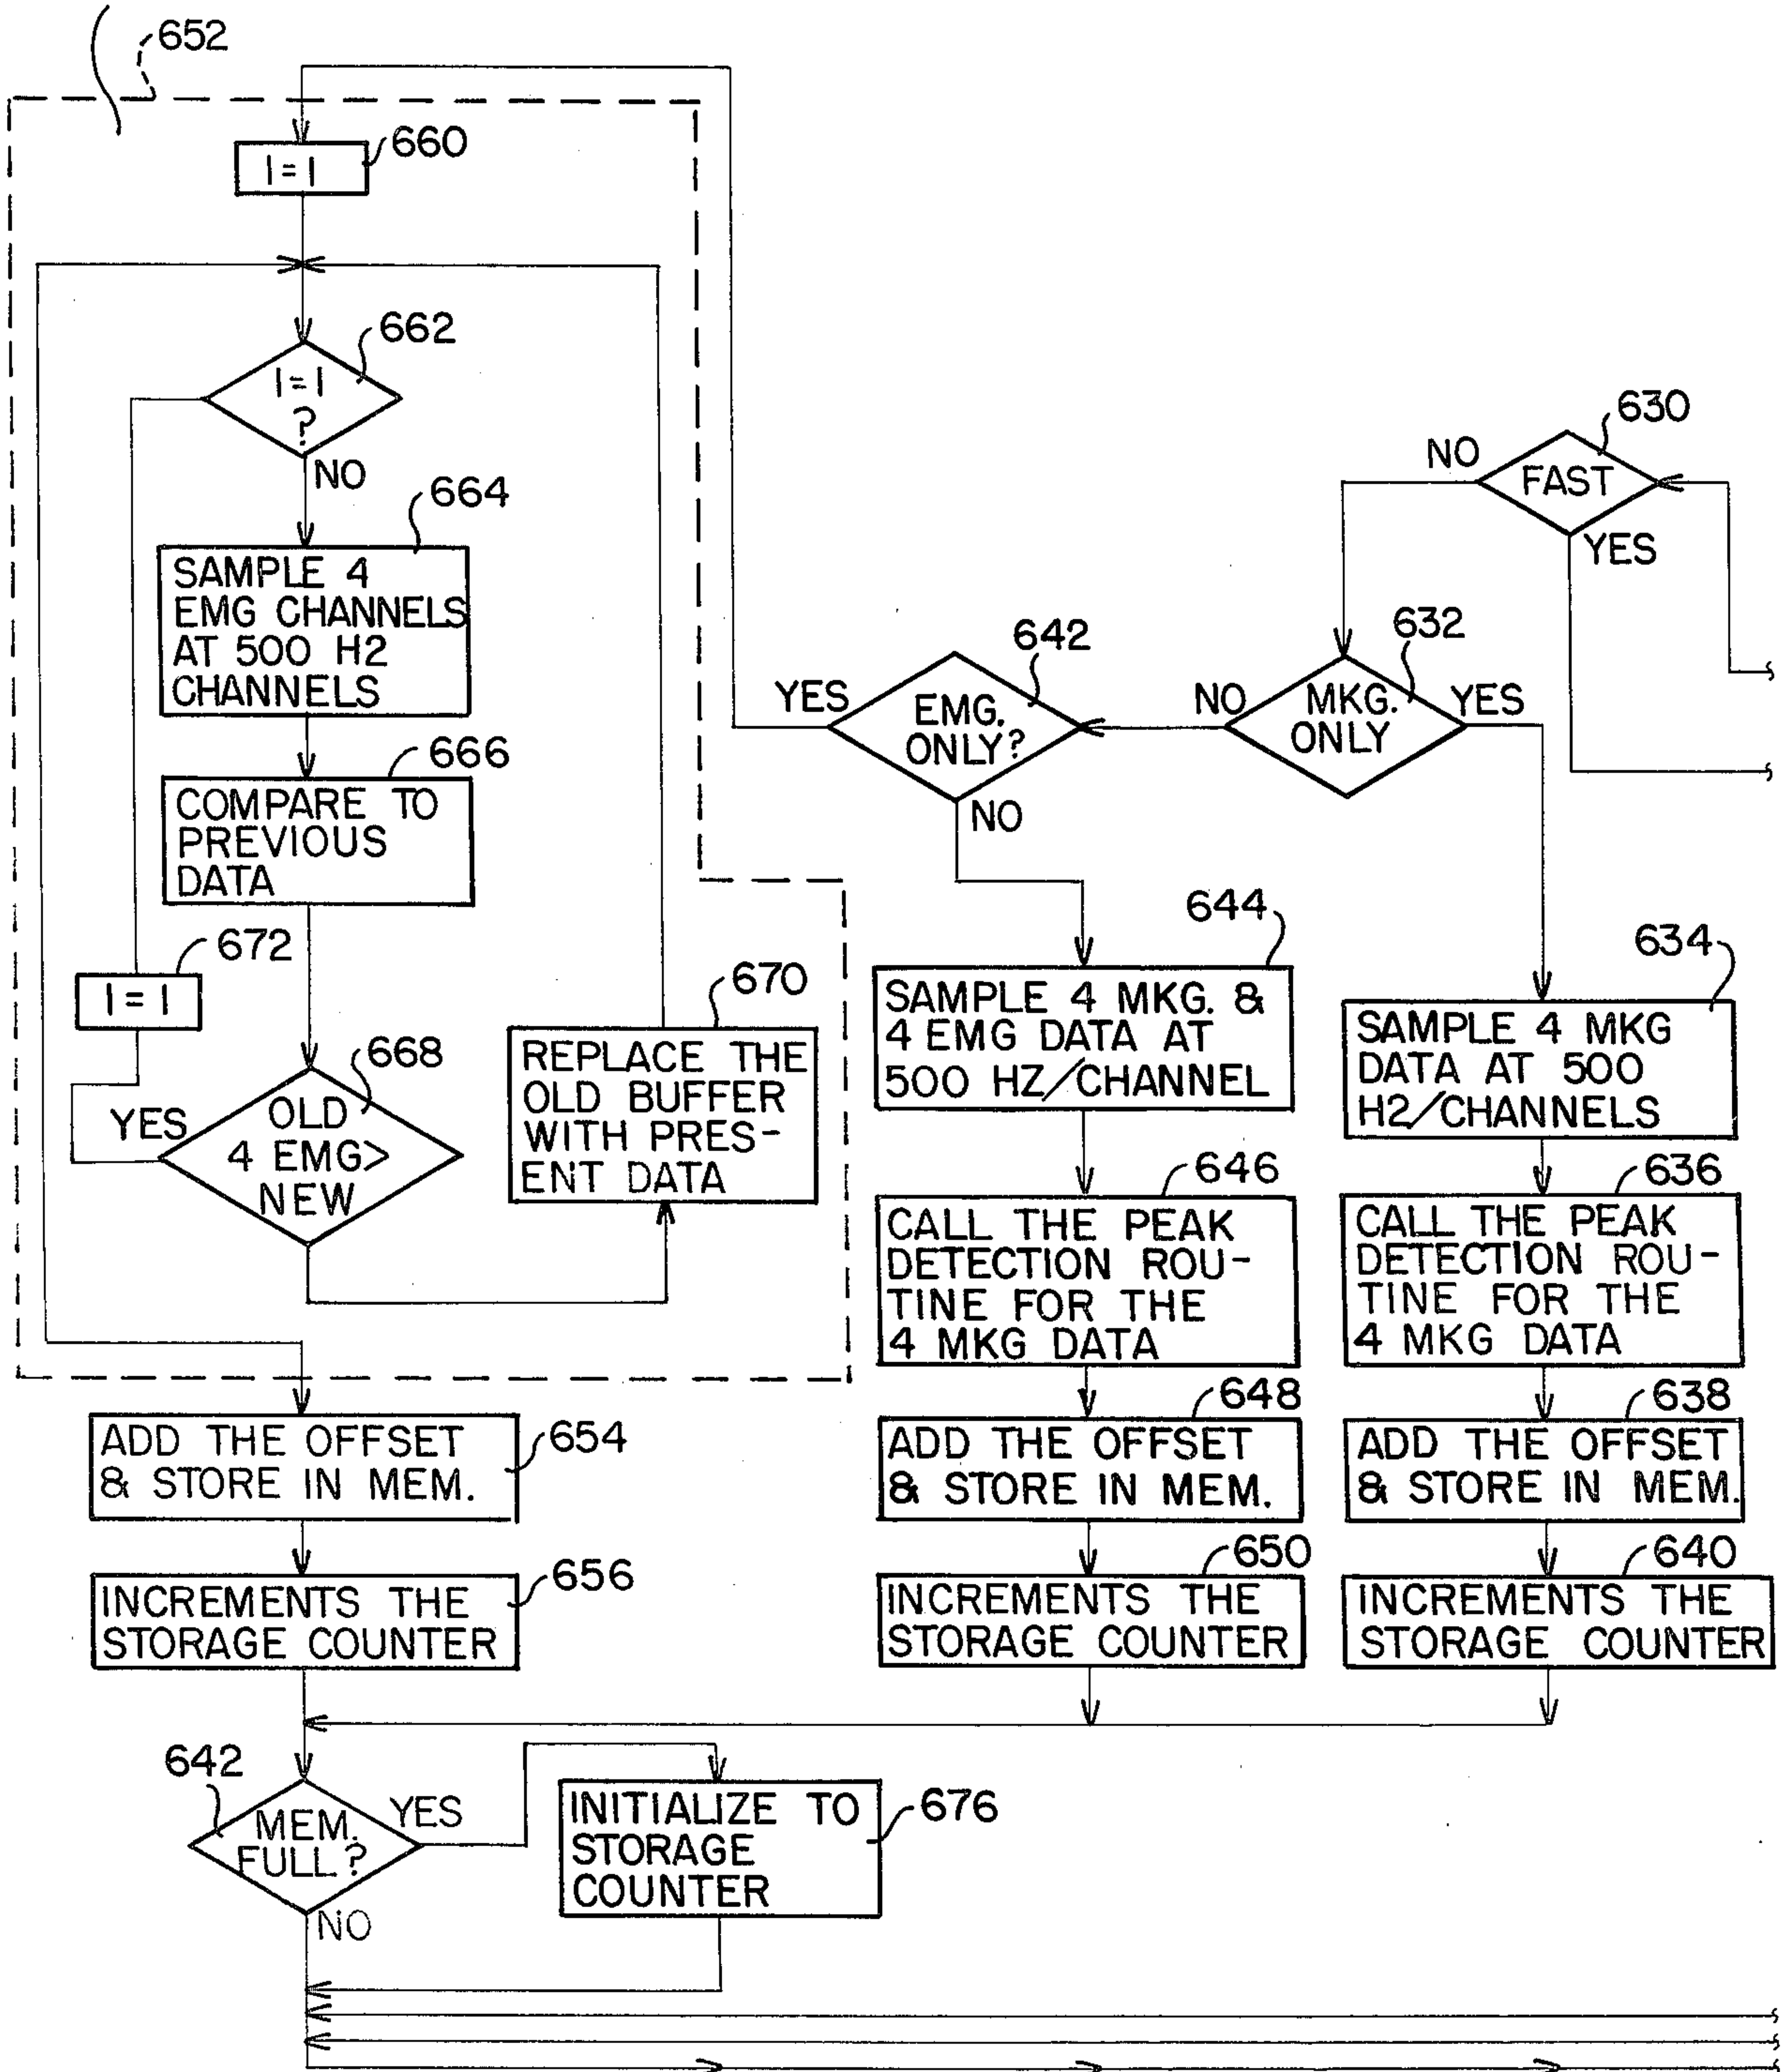 652
660
I = I
662
I = I
?
NO
664
SAMPLE 4
EMG CHANNELS
AT 500 H2
CHANNELS
666
COMPARE TO
PREVIOUS
DATA
672
I = I
668
YES
OLD
4 EMG>
NEW
670
REPLACE THE
OLD BUFFER
WITH PRES-
ENT DATA
654
ADD THE OFFSET
& STORE IN MEM.
656
INCREMENTS THE
STORAGE COUNTER
642
MEM.
FULL?
YES
NO
676
INITIALIZE TO
STORAGE
COUNTER
630
NO
FAST
YES
632
NO
MKG.
ONLY
YES
642
YES
EMG.
ONLY?
NO
644
SAMPLE 4 MKG. &
4 EMG DATA AT
500 HZ/CHANNEL
646
CALL THE PEAK
DETECTION ROU-
TINE FOR THE
4 MKG DATA
648
ADD THE OFFSET
& STORE IN MEM.
650
INCREMENTS THE
STORAGE COUNTER
634
SAMPLE 4 MKG
DATA AT 500
H2/CHANNELS
636
CALL THE PEAK
DETECTION ROU-
TINE FOR THE
4 MKG DATA
638
ADD THE OFFSET
& STORE IN MEM.
640
INCREMENTS THE
STORAGE COUNTER